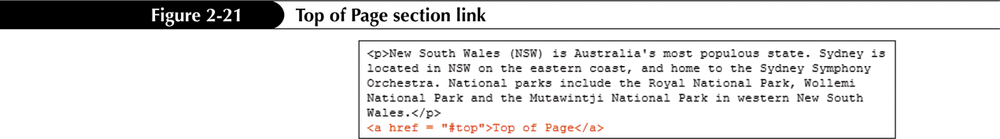 Figure 2-21 Top of Page section link
<p>New South Wales (NSW) is Australia's most populous state. Sydney is
located in NSW on the eastern coast, and home to the Sydney Symphony
Orchestra. National parks include the Royal National Park, Wollemi
National Park and the Mutawintji National Park in western New South
Wales.</p>
<a href = "#top">Top of Page</a>